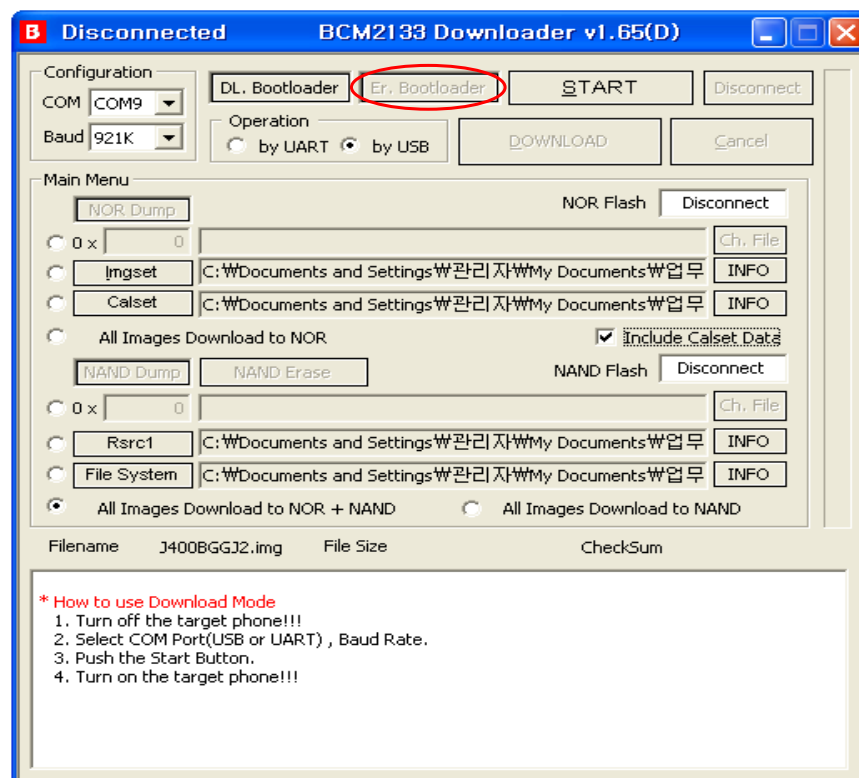 B Disconnected BCM2133 Downloader v1.65(D)
Configuration
COM COM9
Baud 921K
DL. Bootloader Er. Bootloader START Disconnect
Operation
by UART by USB DOWNLOAD Cancel
Main Menu
NOR Dump NOR Flash Disconnect
0 x 0 Ch. File
Imgset C:₩Documents and Settings₩관리자₩My Documents₩업무 INFO
Calset C:₩Documents and Settings₩관리자₩My Documents₩업무 INFO
All Images Download to NOR Include Calset Data
NAND Dump NAND Erase NAND Flash Disconnect
0 x 0 Ch. File
Rsrc1 C:₩Documents and Settings₩관리자₩My Documents₩업무 INFO
File System C:₩Documents and Settings₩관리자₩My Documents₩업무 INFO
All Images Download to NOR + NAND All Images Download to NAND
Filename J400BGGJ2.img File Size CheckSum
* How to use Download Mode
1. Turn off the target phone!!!
2. Select COM Port(USB or UART) , Baud Rate.
3. Push the Start Button.
4. Turn on the target phone!!!